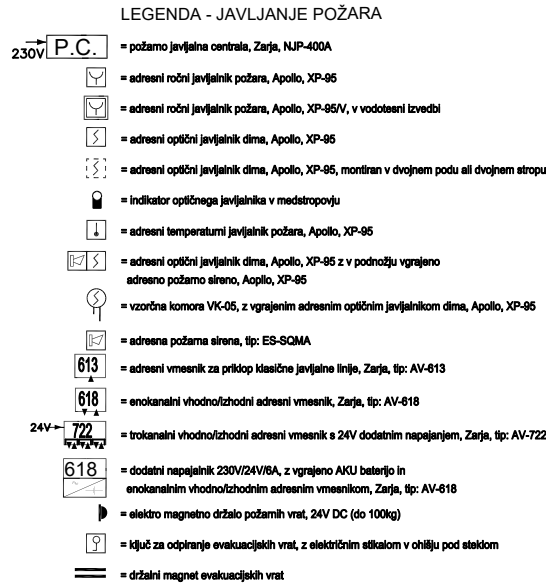 LEGENDA - JAVLJANJE POŽARA
230V P.C. = požarno javljalna centrala, Zarja, NJP-400A
= adresni ročni javljalnik požara, Apollo, XP-95
= adresni ročni javljalnik požara, Apollo, XP-95/V, v vodotesni izvedbi
= adresni optični javljalnik dima, Apollo, XP-95
= adresni optični javljalnik dima, Apollo, XP-95, montiran v dvojnem podu ali dvojnem stropu
= indikator optičnega javljalnika v medstropovju
= adresni temperaturni javljalnik požara, Apollo, XP-95
= adresni optični javljalnik dima, Apollo, XP-95 z v podnožju vgrajeno
adresno požarno sireno, Aopllo, XP-95
= vzorčna komora VK-05, z vgrajenim adresnim optičnim javljalnikom dima, Apollo, XP-95
= adresna požarna sirena, tip: ES-SQMA
613 = adresni vmesnik za priklop klasične javljalne linije, Zarja, tip: AV-613
618 = enokanalni vhodno/izhodni adresni vmesnik, Zarja, tip: AV-618
24V 722 = trokanalni vhodno/izhodni adresni vmesnik s 24V dodatnim napajanjem, Zarja, tip: AV-722
618 = dodatni napajalnik 230V/24V/6A, z vgrajeno AKU baterijo in
enokanalnim vhodno/izhodnim adresnim vmesnikom, Zarja, tip: AV-618
= elektro magnetno držalo požarnih vrat, 24V DC (do 100kg)
= ključ za odpiranje evakuacijskih vrat, z električnim stikalom v ohišju pod steklom
= držalni magnet evakuacijskih vrat